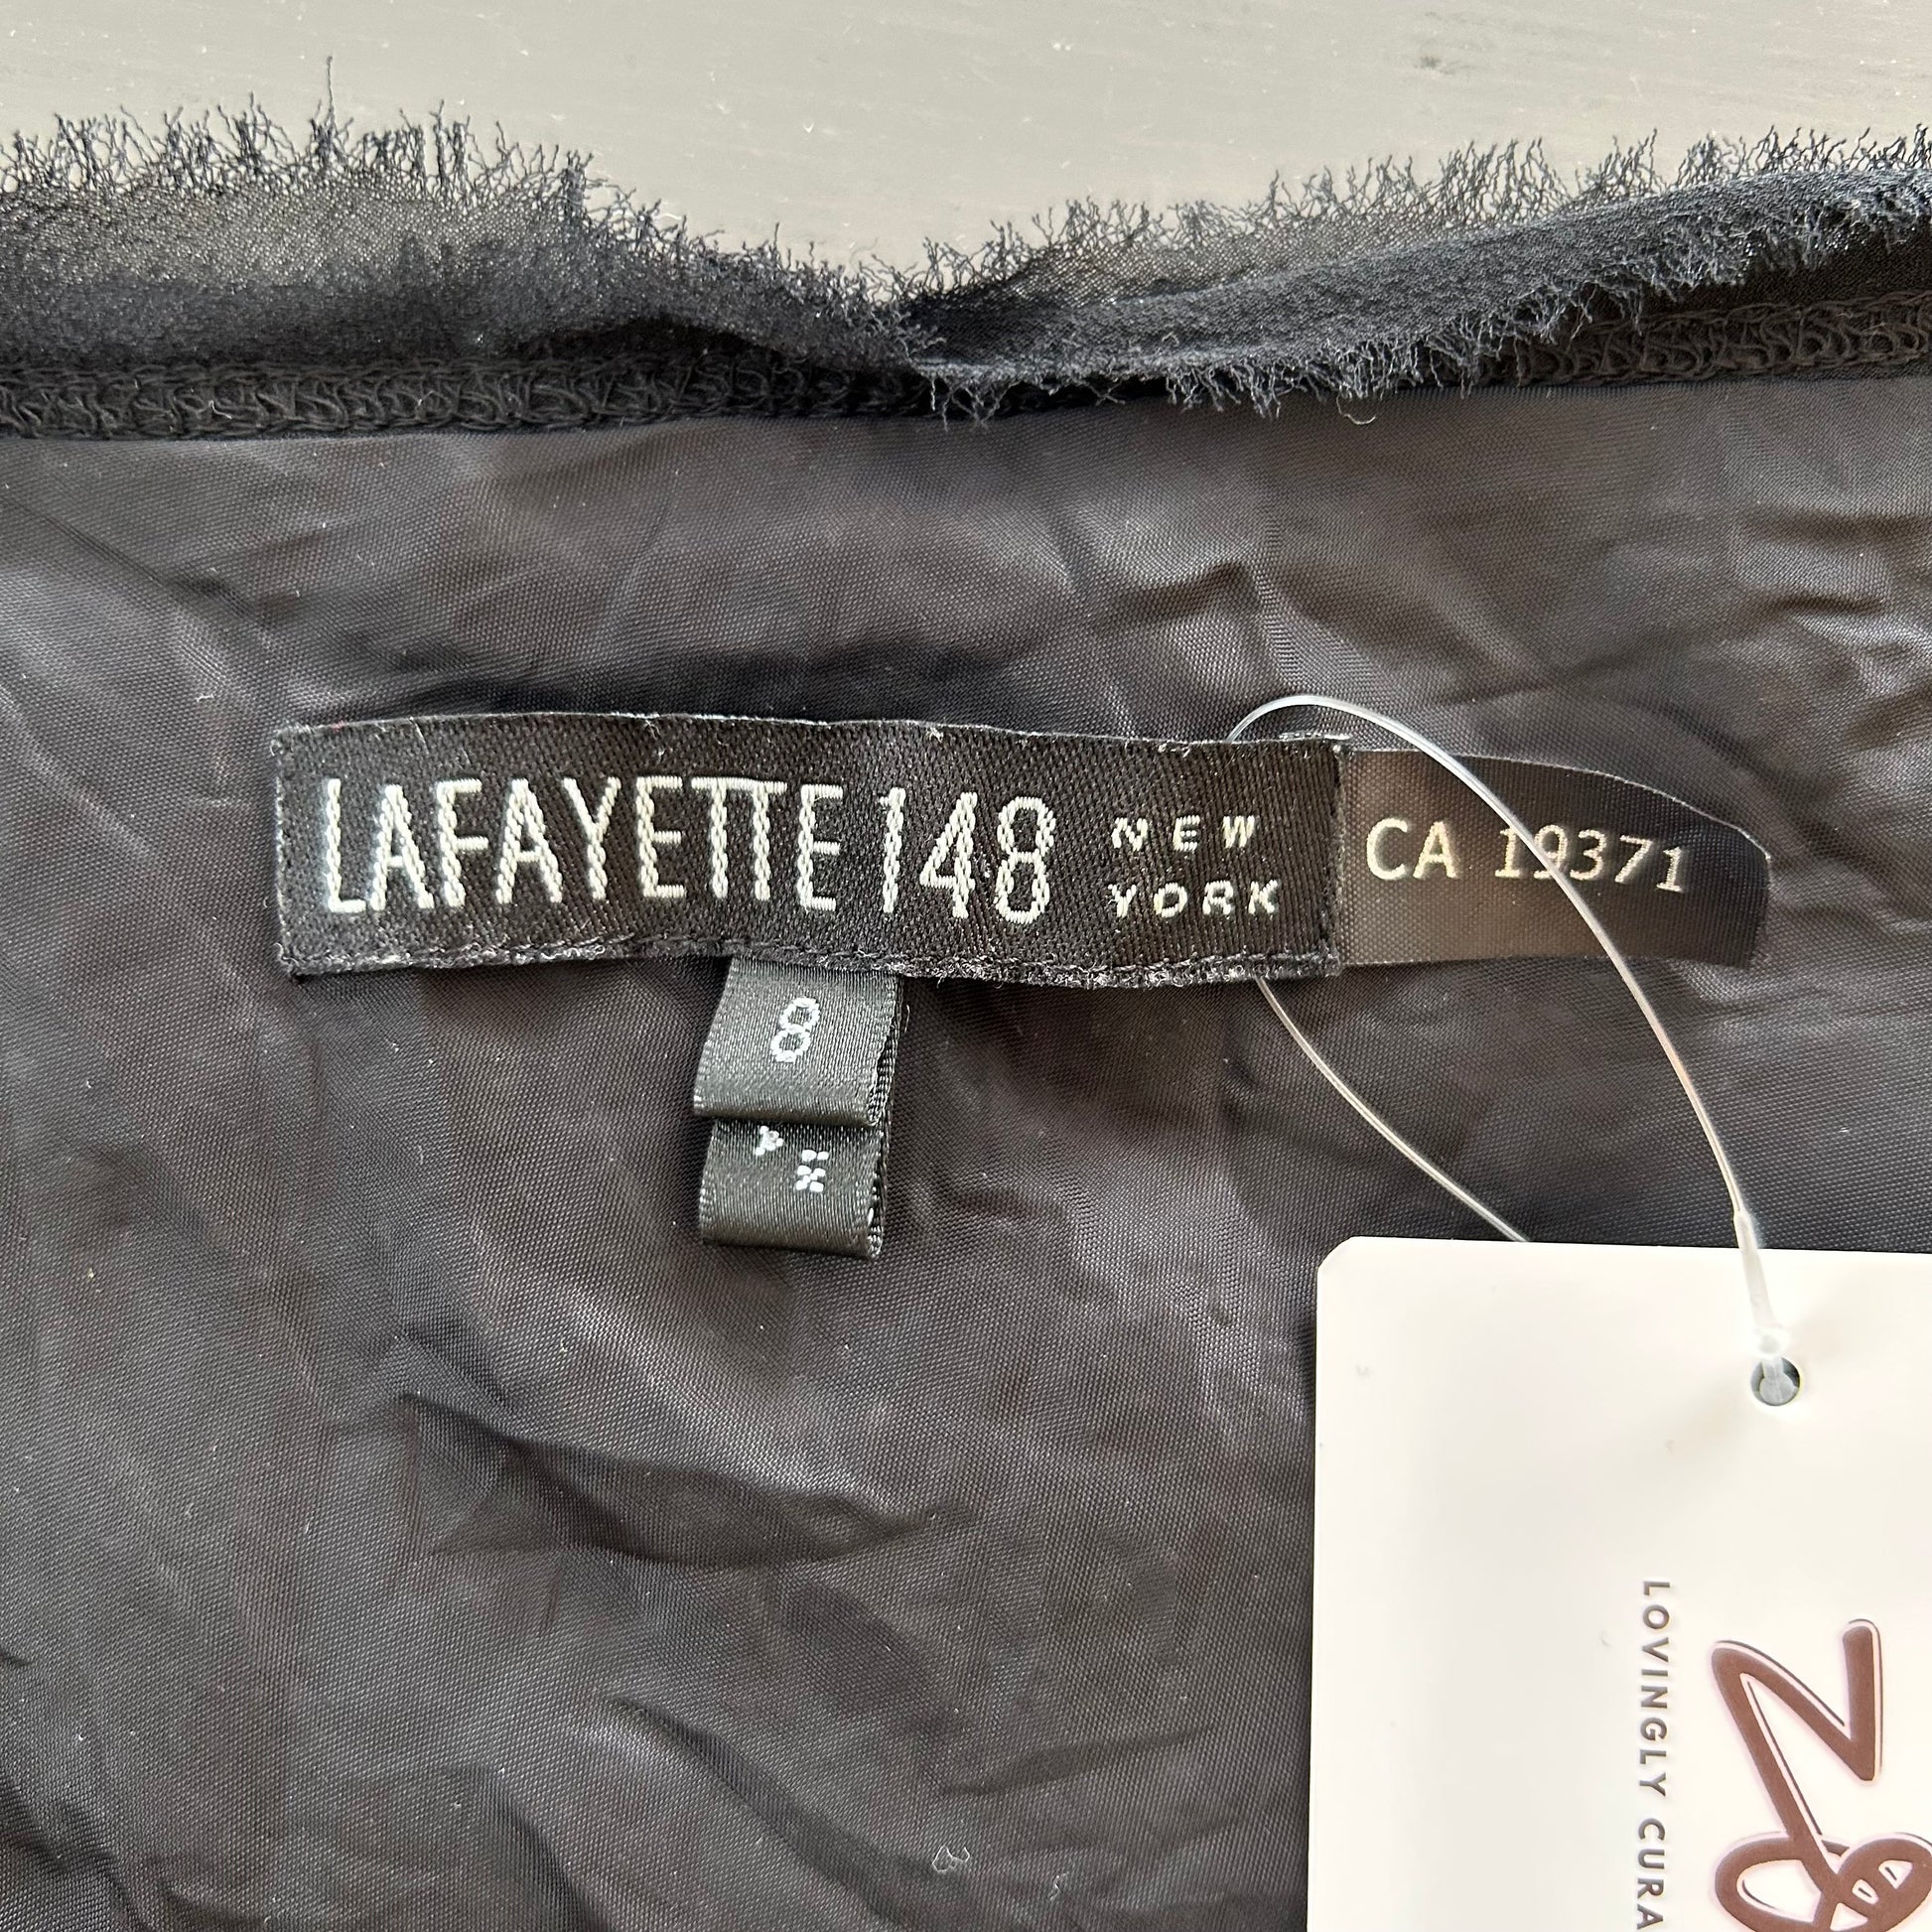 LAFAYETTE 148
NEW
YORK
CA 19371
8
LOVINGLY CURA